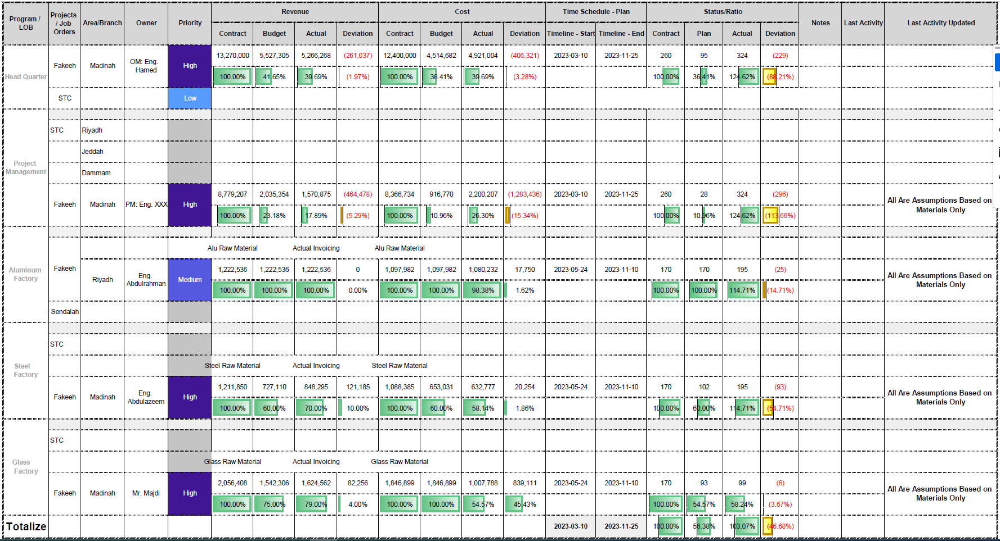 Program / LOB	Projects / Job Orders	Area/Branch	Owner	Priority	Revenue	Cost	Time Schedule - Plan	Status/Ratio	Notes	Last Activity	Last Activity Updated
Contract	Budget	Actual	Deviation	Contract	Budget	Actual	Deviation	Timeline - Start	Timeline - End	Contract	Plan	Actual	Deviation
Head Quarter	Fakeeh	Madinah	OM: Eng. Hamed	High	13,270,000	5,527,305	5,266,268	(261,037)	12,400,000	4,514,682	4,921,004	(406,321)	2023-03-10	2023-11-25	260	95	324	(229)
100.00%	41.65%	39.69%	(1.97%)	100.00%	36.41%	39.69%	(3.28%)	100.00%	36.41%	124.62%	(88.21%)
STC	Low
Project Management
STC	Riyadh
Jeddah
Dammam
Fakeeh	Madinah	PM: Eng. XXX	High	8,779,207	2,035,354	1,570,875	(464,478)	8,366,734	916,770	2,200,207	(1,283,436)	2023-03-10	2023-11-25	260	28	324	(296)	All Are Assumptions Based on Materials Only
100.00%	23.18%	17.89%	(5.29%)	100.00%	10.96%	26.30%	(15.34%)	100.00%	10.96%	124.62%	(113.66%)
Aluminum Factory	Fakeeh	Alu Raw Material	Actual Invoicing	Alu Raw Material
Riyadh	Eng. Abdulrahman	Medium	1,222,536	1,222,536	1,222,536	0	1,097,982	1,097,982	1,080,232	17,750	2023-05-24	2023-11-10	170	170	195	(25)	All Are Assumptions Based on Materials Only
100.00%	100.00%	100.00%	0.00%	100.00%	100.00%	98.38%	1.62%	100.00%	100.00%	114.71%	(14.71%)
Sendalah
Steel Factory
STC
Steel Raw Material	Actual Invoicing	Steel Raw Material
Fakeeh	Madinah	Eng. Abdulazeem	High	1,211,850	727,110	848,295	121,185	1,088,385	653,031	632,777	20,254	2023-05-24	2023-11-10	170	102	195	(93)	All Are Assumptions Based on Materials Only
100.00%	60.00%	70.00%	10.00%	100.00%	60.00%	58.14%	1.86%	100.00%	60.00%	114.71%	(54.71%)
Glass Factory
STC
Glass Raw Material	Actual Invoicing	Glass Raw Material
Fakeeh	Madinah	Mr. Majdi	High	2,056,408	1,542,306	1,624,562	82,256	1,846,899	1,846,899	1,007,788	839,111	2023-05-24	2023-11-10	170	93	99	(6)	All Are Assumptions Based on Materials Only
100.00%	75.00%	79.00%	4.00%	100.00%	100.00%	54.57%	45.43%	100.00%	54.57%	58.24%	(3.67%)
Totalize	2023-03-10	2023-11-25	100.00%	56.38%	103.07%	(46.68%)